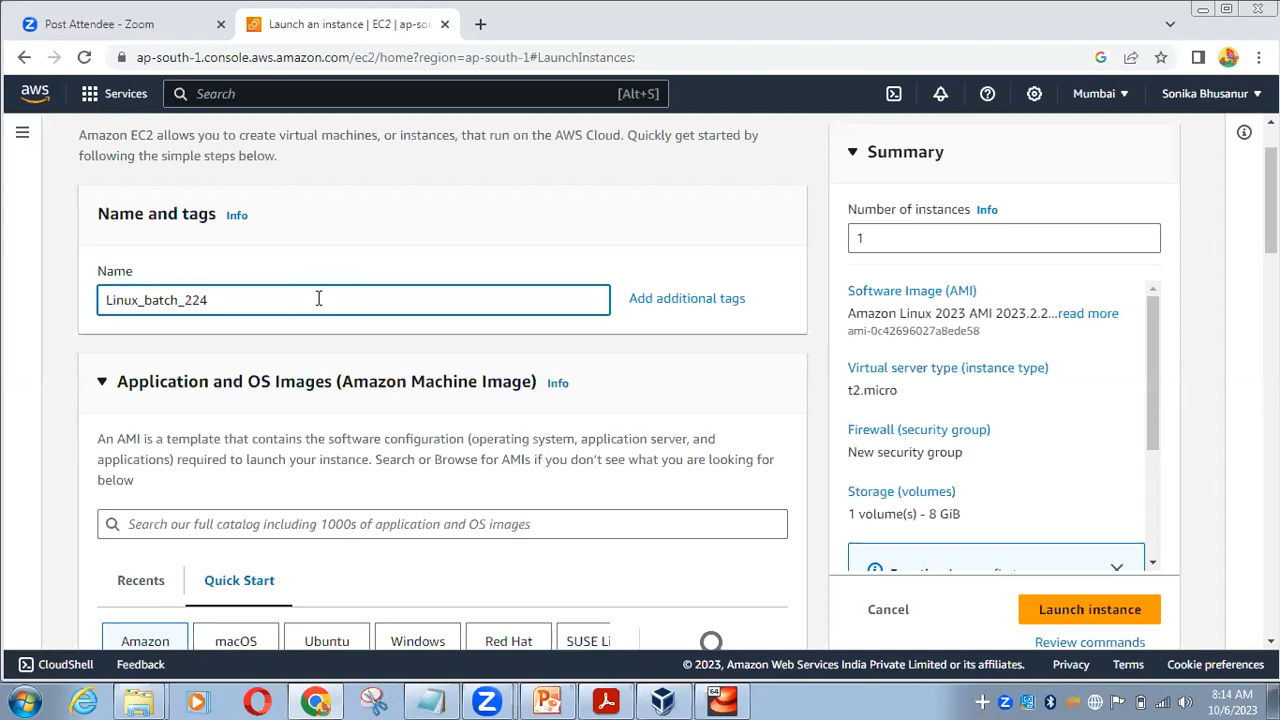 Post Attendee - Zoom
Launch an instance | EC2 | ap-sou
ap-south-1.console.aws.amazon.com/ec2/home?region=ap-south-1#LaunchInstances:
aws
Services
Search
[Alt+S]
Mumbai
Sonika Bhusanur
Amazon EC2 allows you to create virtual machines, or instances, that run on the AWS Cloud. Quickly get started by
following the simple steps below.
Name and tags Info
Name
Linux_batch_224
Add additional tags
Application and OS Images (Amazon Machine Image) Info
An AMI is a template that contains the software configuration (operating system, application server, and
applications) required to launch your instance. Search or Browse for AMIs if you don't see what you are looking for
below
Search our full catalog including 1000s of application and OS images
Recents
Quick Start
Amazon
macOS
Ubuntu
Windows
Red Hat
SUSE Li
Summary
Number of instances Info
1
Software Image (AMI)
Amazon Linux 2023 AMI 2023.2.2...read more
ami-0c42696027a8ede58
Virtual server type (instance type)
t2.micro
Firewall (security group)
New security group
Storage (volumes)
1 volume(s) - 8 GiB
Cancel
Launch instance
Review commands
CloudShell
Feedback
© 2023, Amazon Web Services India Private Limited or its affiliates.
Privacy
Terms
Cookie preferences
64
8:14 AM
10/6/2023